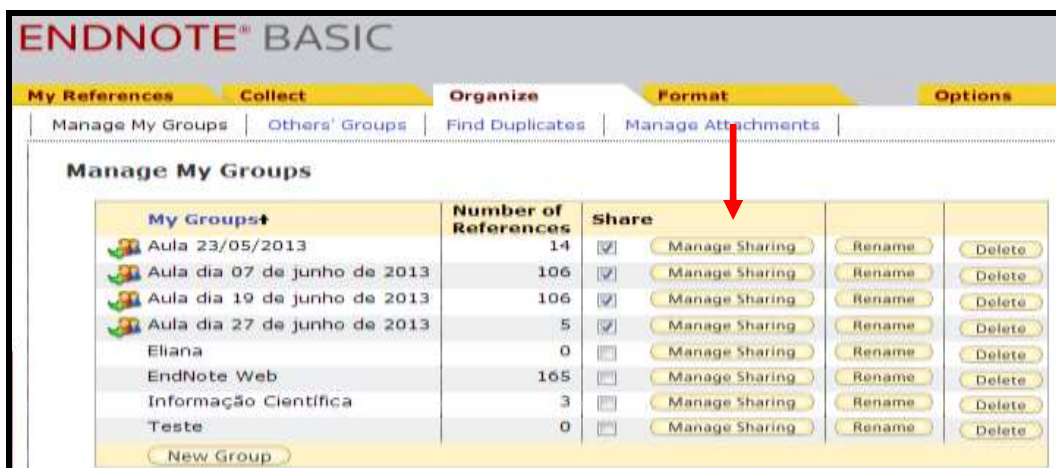 ENDNOTE® BASIC
My References Collect Organize Format Options
Manage My Groups Others' Groups Find Duplicates Manage Attachments
Manage My Groups
My Groups Number of References Share
Aula 23/05/2013 14 Manage Sharing Rename Delete
Aula dia 07 de junho de 2013 106 Manage Sharing Rename Delete
Aula dia 19 de junho de 2013 106 Manage Sharing Rename Delete
Aula dia 27 de junho de 2013 5 Manage Sharing Rename Delete
Eliana 0 Manage Sharing Rename Delete
EndNote Web 165 Manage Sharing Rename Delete
Informação Científica 3 Manage Sharing Rename Delete
Teste 0 Manage Sharing Rename Delete
New Group